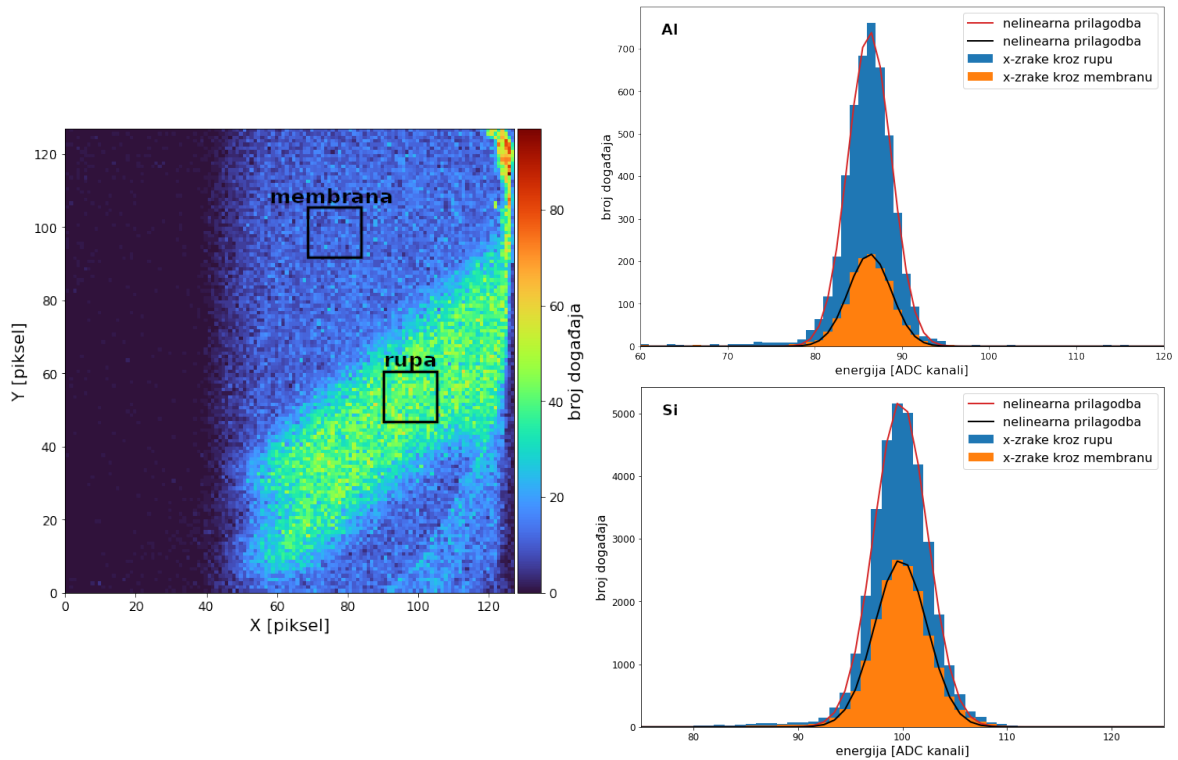 membrana
rupa
120
100
80
60
40
20
0
Y [piksel]
0
20
40
60
80
100
120
X [piksel]
80
60
40
20
0
broj događaja
Al
nelinearna prilagodba
nelinearna prilagodba
x-zrake kroz rupu
x-zrake kroz membranu
700
600
500
400
300
200
100
0
broj događaja
60
70
80
90
100
110
120
energija [ADC kanali]
Si
nelinearna prilagodba
nelinearna prilagodba
x-zrake kroz rupu
x-zrake kroz membranu
5000
4000
3000
2000
1000
0
broj događaja
80
90
100
110
120
energija [ADC kanali]